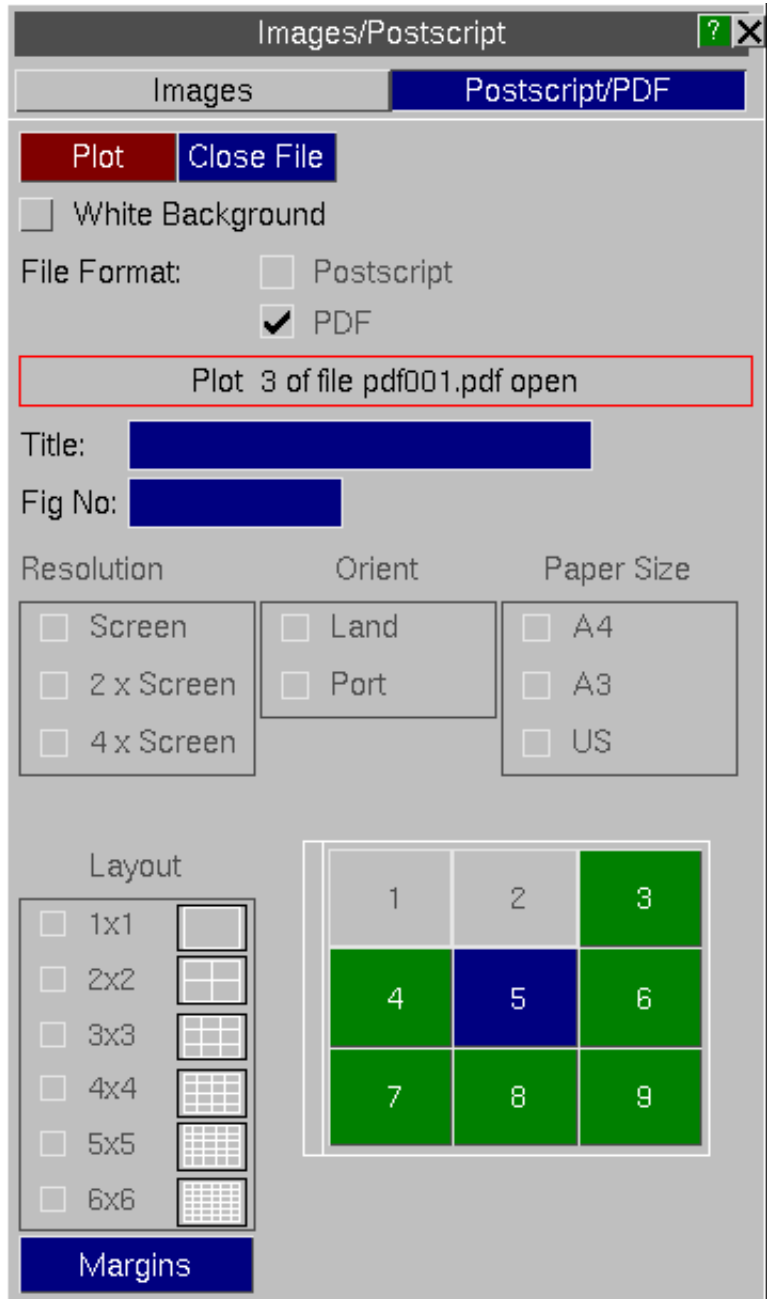 Images/Postscript ?
Images Postscript/PDF
Plot Close File
White Background
File Format: Postscript
PDF
Plot 3 of file pdf001.pdf open
Title:
Fig No:
Resolution Orient Paper Size
Screen Land A4
2 x Screen Port A3
4 x Screen US
Layout
1x1
2x2
3x3
4x4
5x5
6x6
1 2 3
4 5 6
7 8 9
Margins